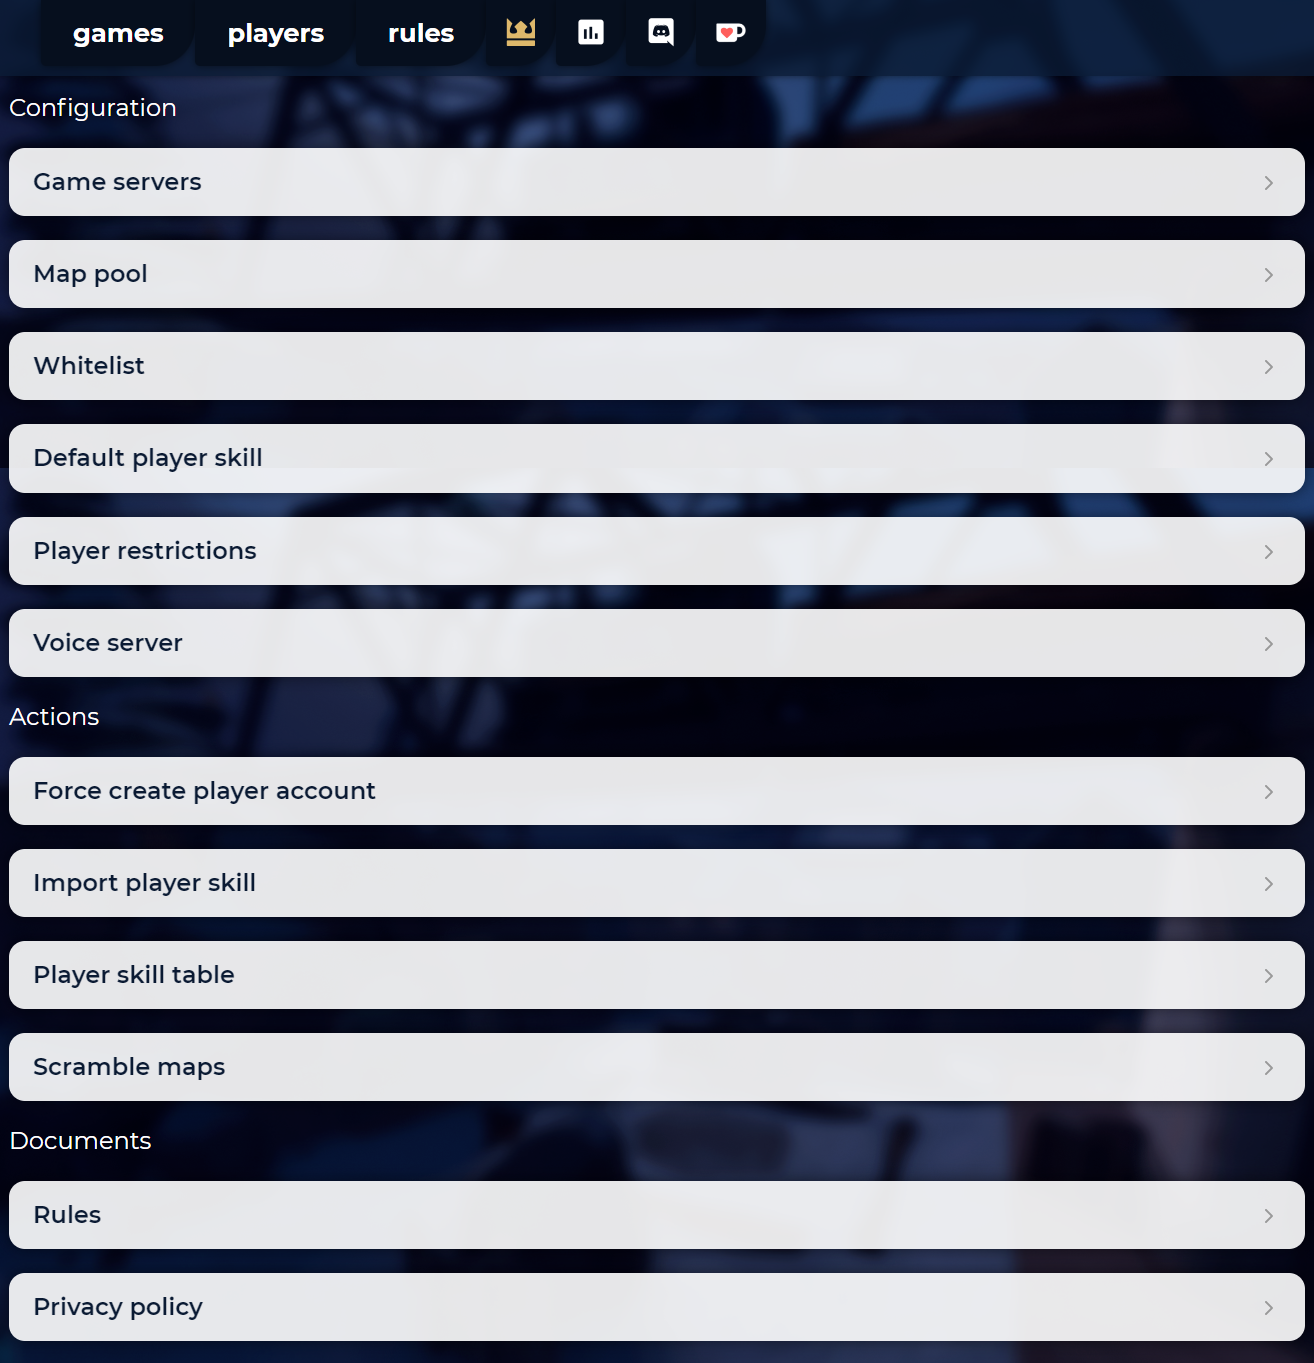 games players rules
Configuration
Game servers
Map pool
Whitelist
Default player skill
Player restrictions
Voice server
Actions
Force create player account
Import player skill
Player skill table
Scramble maps
Documents
Rules
Privacy policy